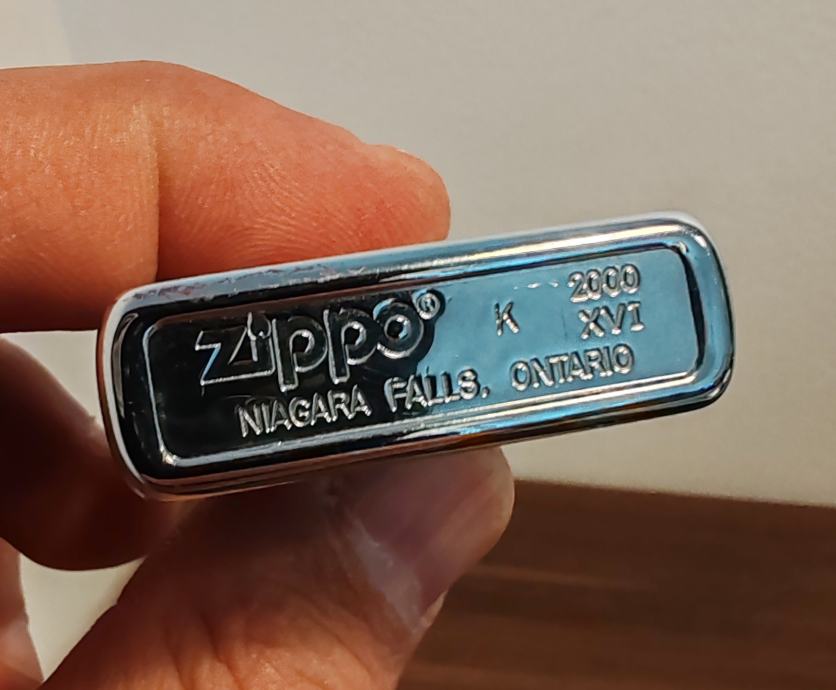 Zippo® K 2000
XVI
NIAGARA FALLS. ONTARIO